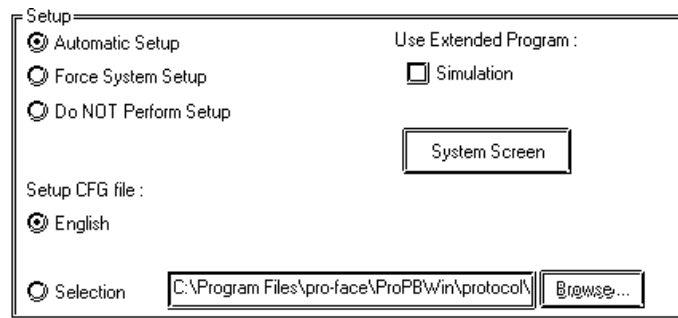 Setup
Automatic Setup
Use Extended Program :
Force System Setup
Simulation
Do NOT Perform Setup
System Screen
Setup CFG file :
English
Selection
C:\Program Files\pro-face\ProPBWin\protocol\
Browse...